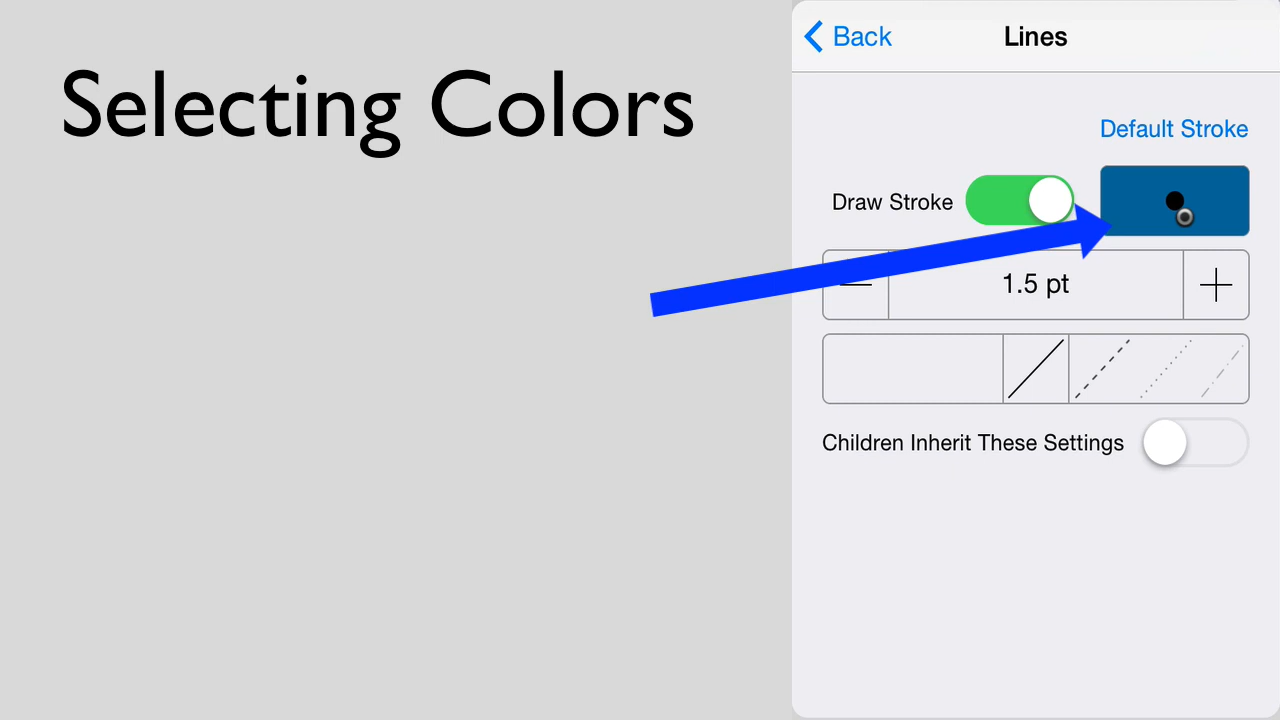 Selecting Colors
Back
Lines
Default Stroke
Draw Stroke
1.5 pt
Children Inherit These Settings